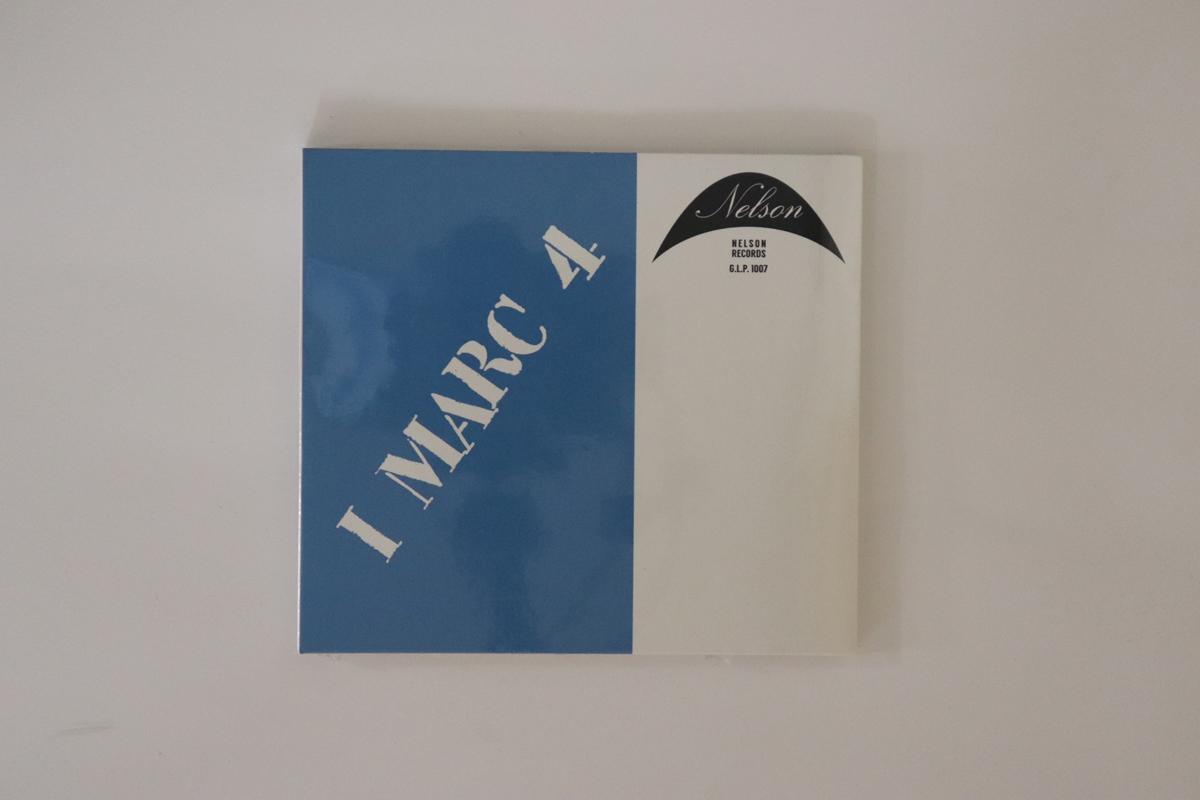 I MARC 4
Nelson
NELSON
RECORDS
G.L.P. 1007